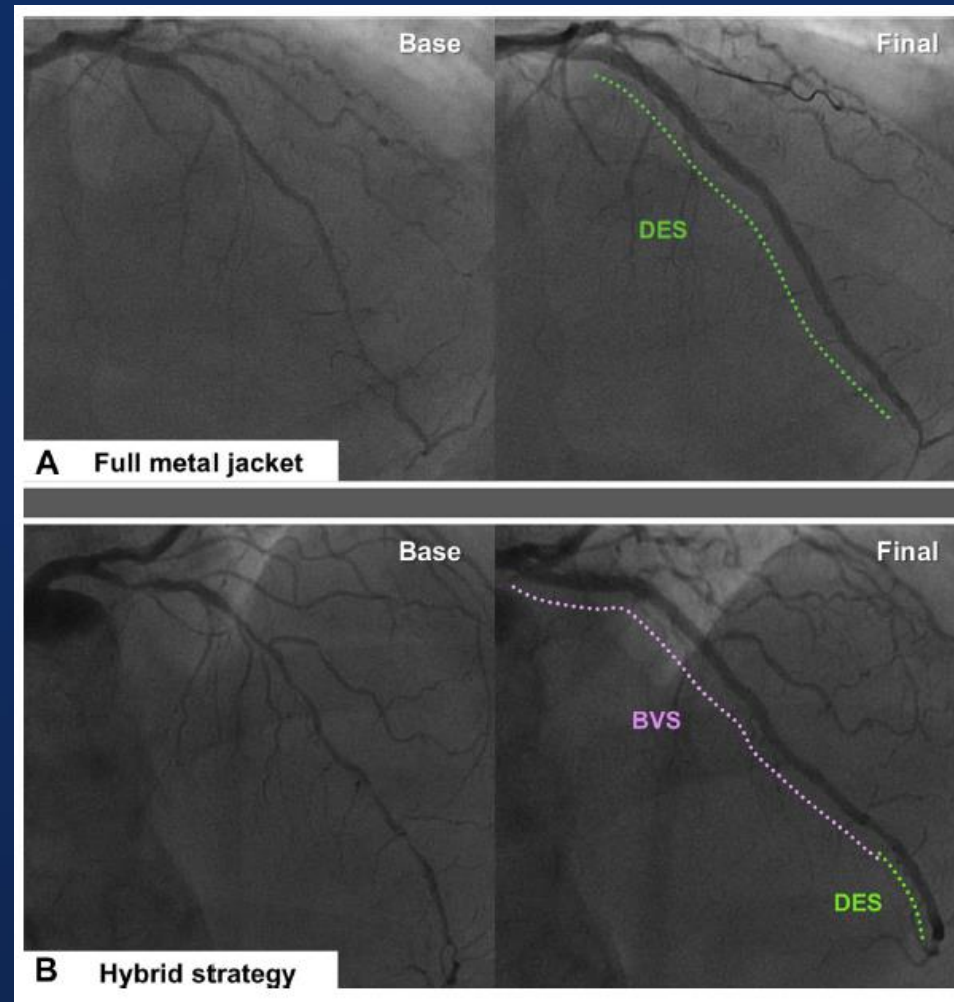 Base
Final
DES
A Full metal jacket
Base
Final
BVS
DES
B Hybrid strategy